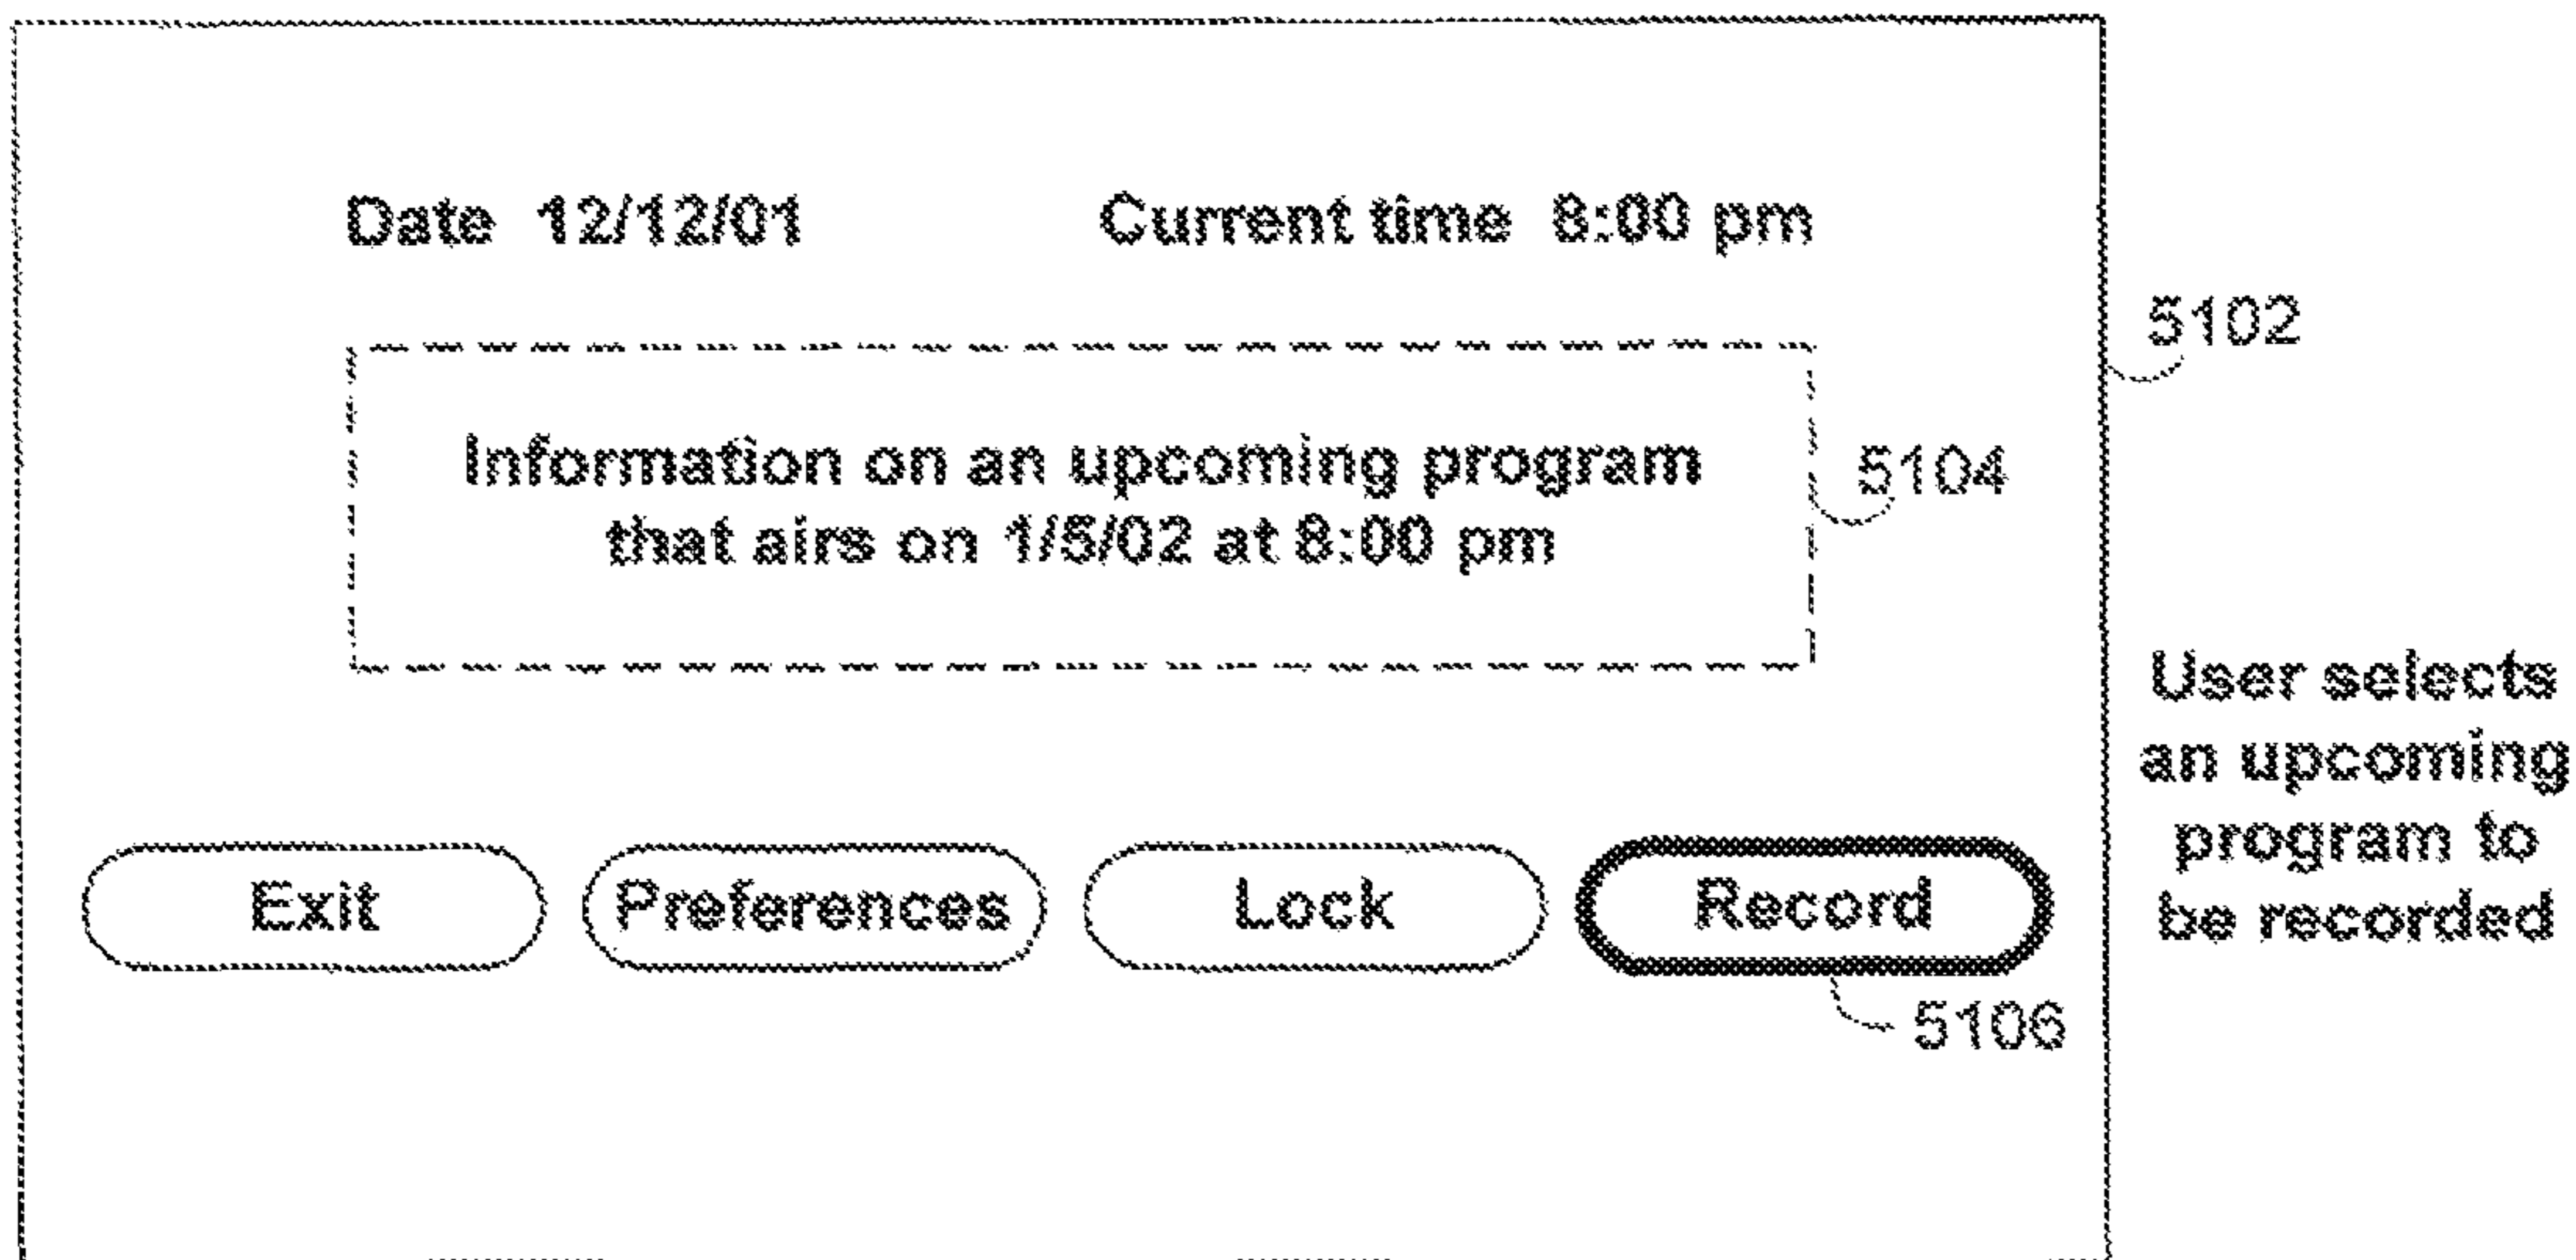 Date 12/12/01 Current time 8:00 pm
5102
Information on an upcoming program
that airs on 1/5/02 at 8:00 pm
5104
User selects
an upcoming
program to
be recorded
Exit Preferences Lock Record
5106